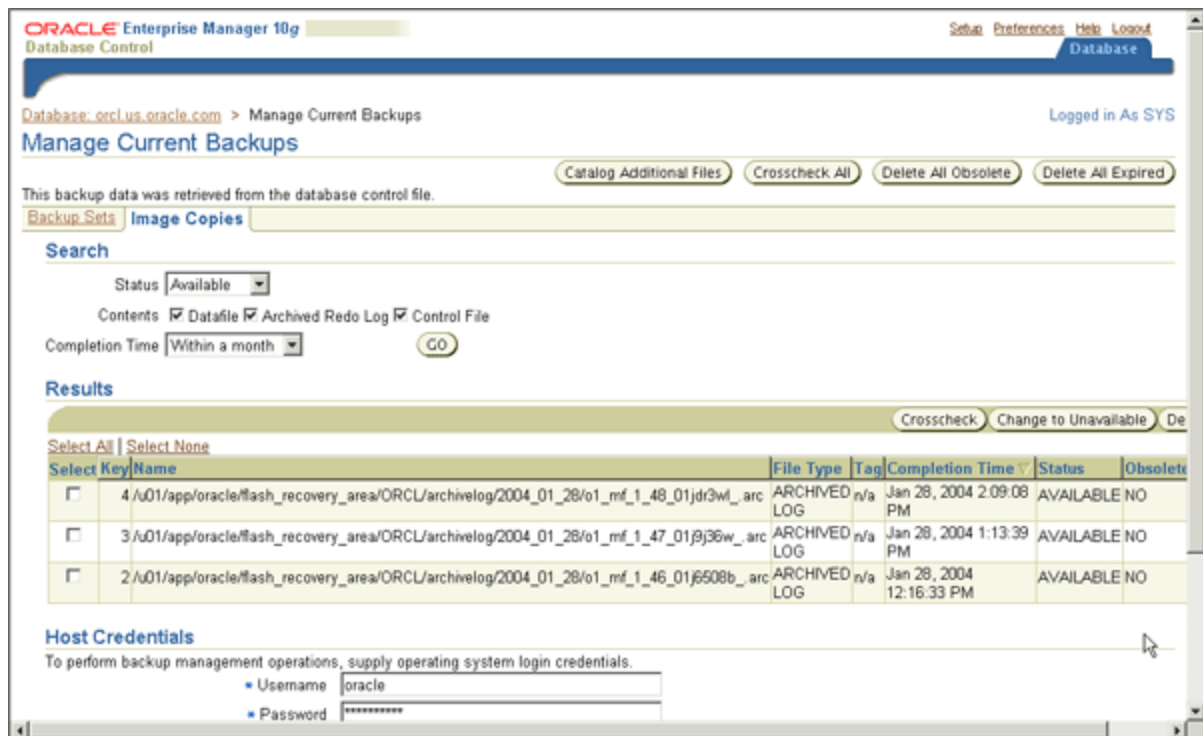 ORACLE Enterprise Manager 10g
Database Control
Setup Preferences Help Logout
Database
Database: orcl.us.oracle.com > Manage Current Backups
Logged in As SYS
Manage Current Backups
Catalog Additional Files Crosscheck All Delete All Obsolete Delete All Expired
This backup data was retrieved from the database control file.
Backup Sets Image Copies
Search
Status Available
Contents Datafile Archived Redo Log Control File
Completion Time Within a month GO
Results
Crosscheck Change to Unavailable De
Select All | Select None
Select Key Name File Type Tag Completion Time Status Obsolete
4 /u01/app/oracle/flash_recovery_area/ORCL/archivelog/2004_01_28/o1_mf_1_48_01jdr3wl_.arc ARCHIVED n/a Jan 28, 2004 2:09:08 AVAILABLE NO
LOG PM
3 /u01/app/oracle/flash_recovery_area/ORCL/archivelog/2004_01_28/o1_mf_1_47_01j9j36w_.arc ARCHIVED n/a Jan 28, 2004 1:13:39 AVAILABLE NO
LOG PM
2 /u01/app/oracle/flash_recovery_area/ORCL/archivelog/2004_01_28/o1_mf_1_46_01j6508b_.arc ARCHIVED n/a Jan 28, 2004 AVAILABLE NO
LOG 12:16:33 PM
Host Credentials
To perform backup management operations, supply operating system login credentials.
* Username oracle
* Password **********